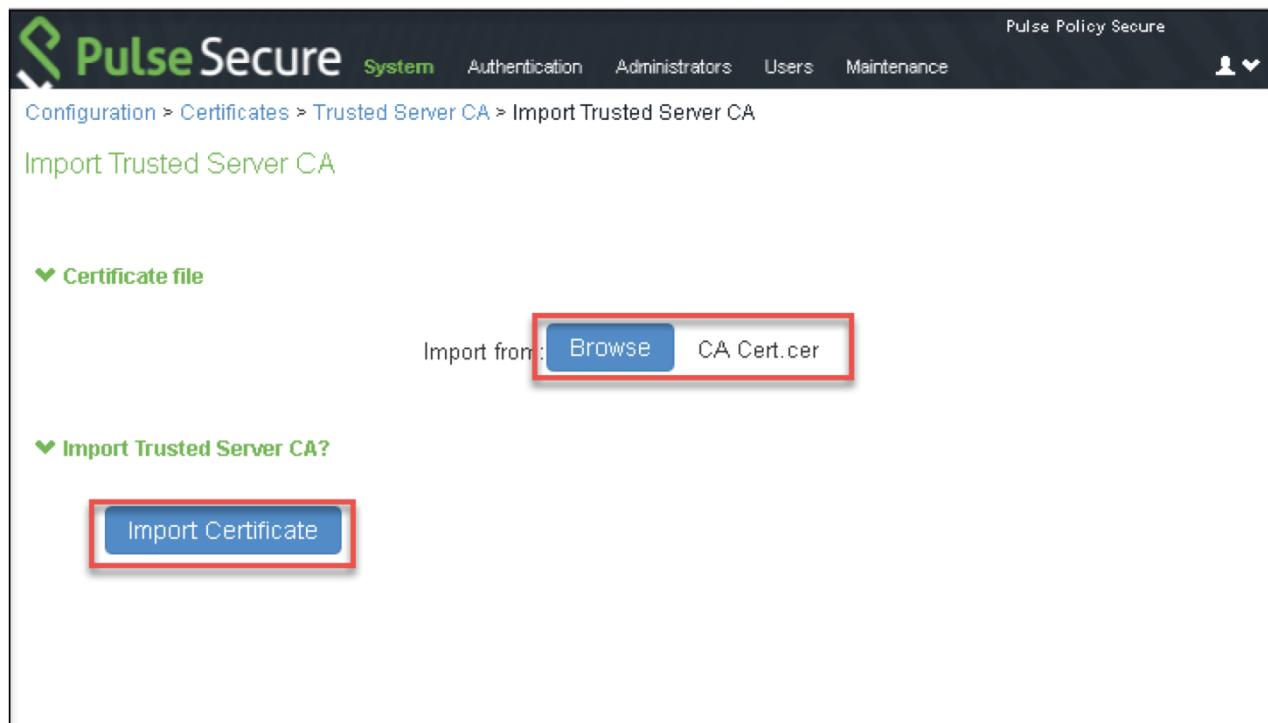 Pulse Policy Secure
Pulse Secure System Authentication Administrators Users Maintenance
Configuration > Certificates > Trusted Server CA > Import Trusted Server CA
Import Trusted Server CA
Certificate file
Import from: Browse CA Cert.cer
Import Trusted Server CA?
Import Certificate